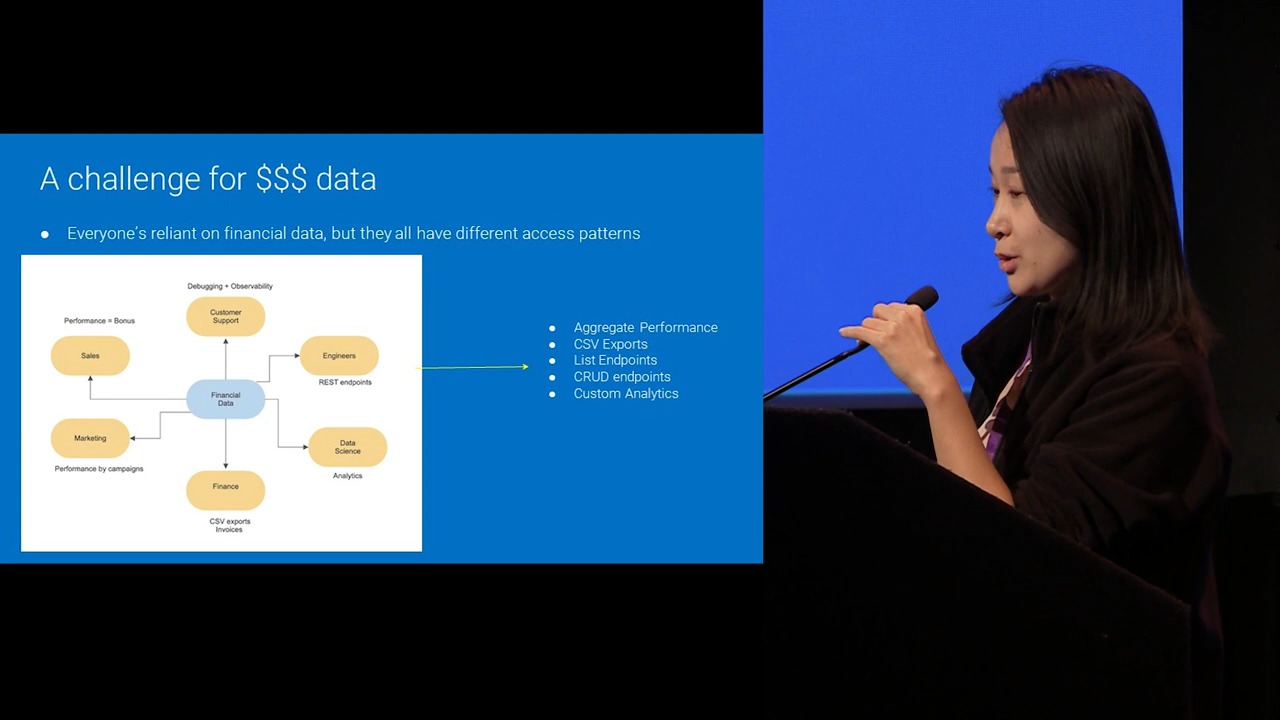 A challenge for $$$ data
● Everyone's reliant on financial data, but they all have different access patterns
Debugging + Observability
Customer
Support
Performance = Bonus
Sales
Engineers
REST endpoints
Financial
Data
Marketing
Performance by campaigns
Data
Science
Analytics
Finance
CSV exports
Invoices
● Aggregate Performance
● CSV Exports
● List Endpoints
● CRUD endpoints
● Custom Analytics